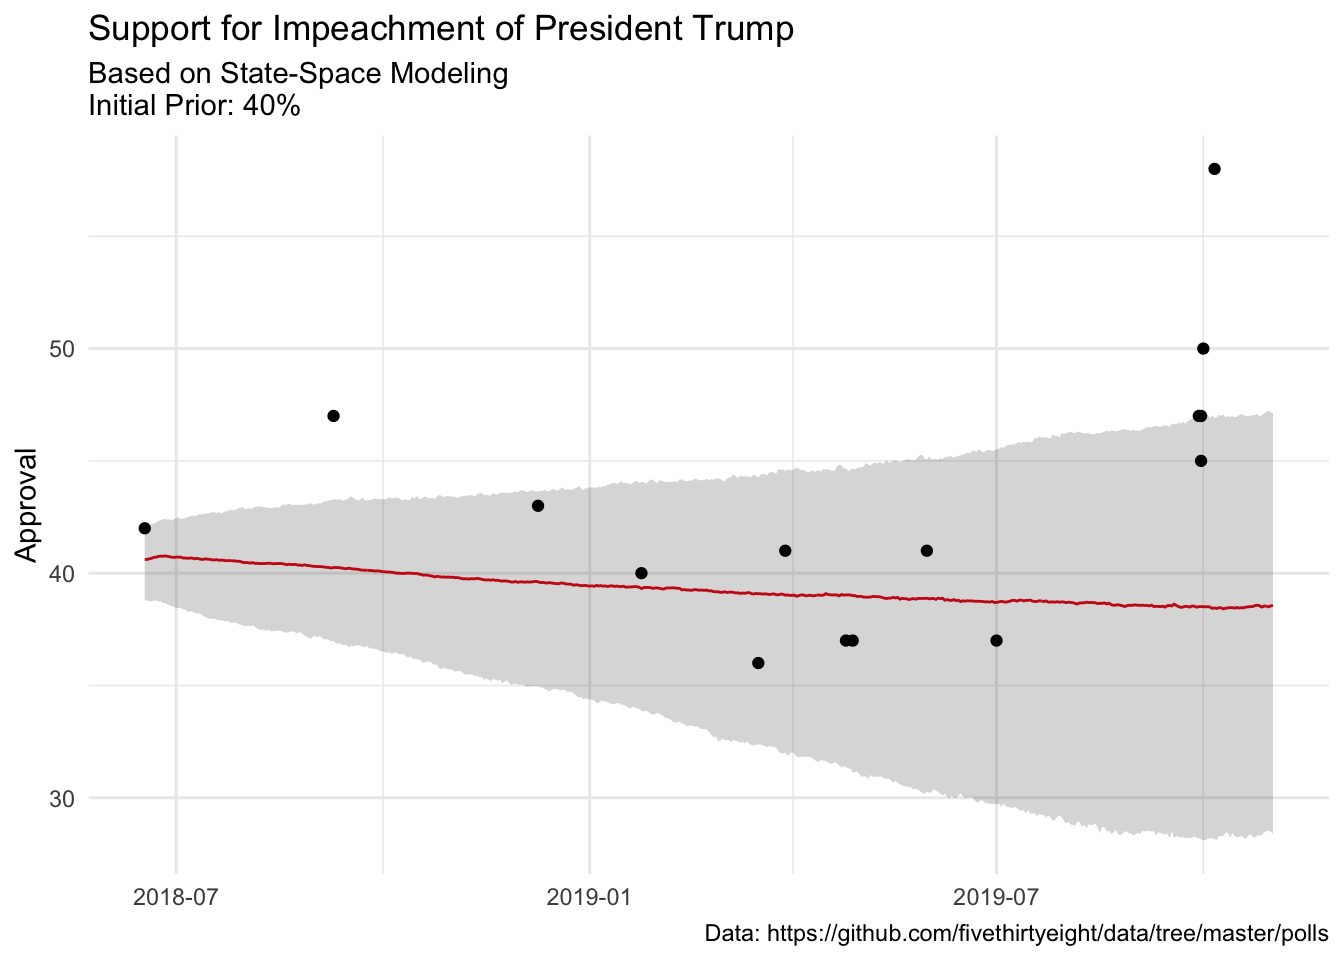 Support for Impeachment of President Trump
Based on State-Space Modeling
Initial Prior: 40%
Approval
50
40
30
2018-07
2019-01
2019-07
Data: https://github.com/fivethirtyeight/data/tree/master/polls